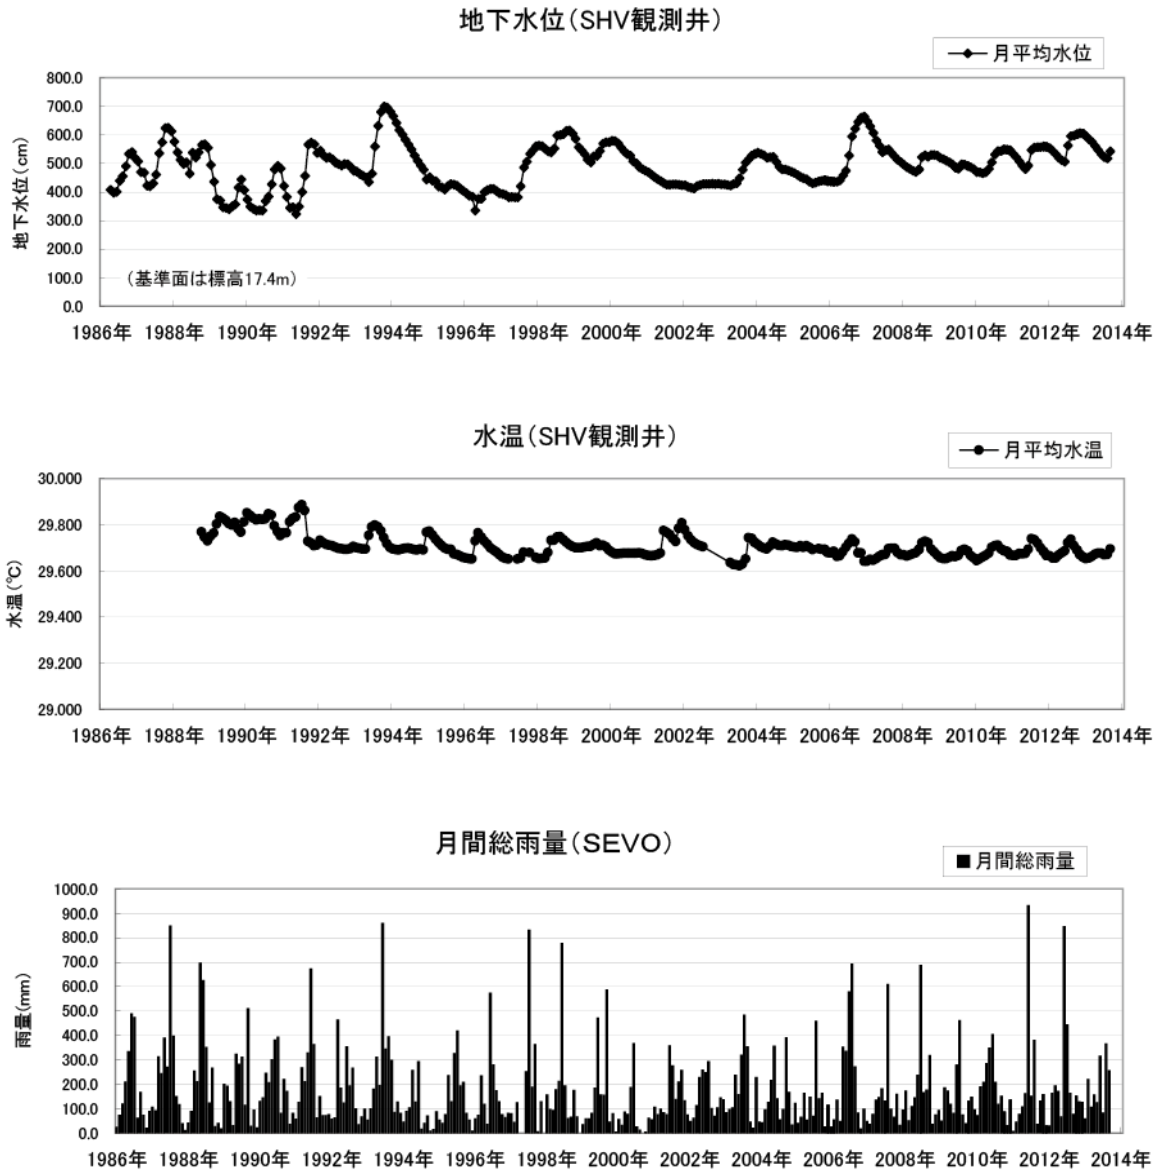 地下水位(SHV観測井)
月平均水位
地下水位(cm)
800.0
700.0
600.0
500.0
400.0
300.0
200.0
100.0
0.0
(基準面は標高17.4m)
1986年 1988年 1990年 1992年 1994年 1996年 1998年 2000年 2002年 2004年 2006年 2008年 2010年 2012年 2014年
水温(SHV観測井)
月平均水温
水温(℃)
30.000
29.800
29.600
29.400
29.200
29.000
1986年 1988年 1990年 1992年 1994年 1996年 1998年 2000年 2002年 2004年 2006年 2008年 2010年 2012年 2014年
月間総雨量(SEVO)
月間総雨量
雨量(mm)
1000.0
900.0
800.0
700.0
600.0
500.0
400.0
300.0
200.0
100.0
0.0
1986年 1988年 1990年 1992年 1994年 1996年 1998年 2000年 2002年 2004年 2006年 2008年 2010年 2012年 2014年